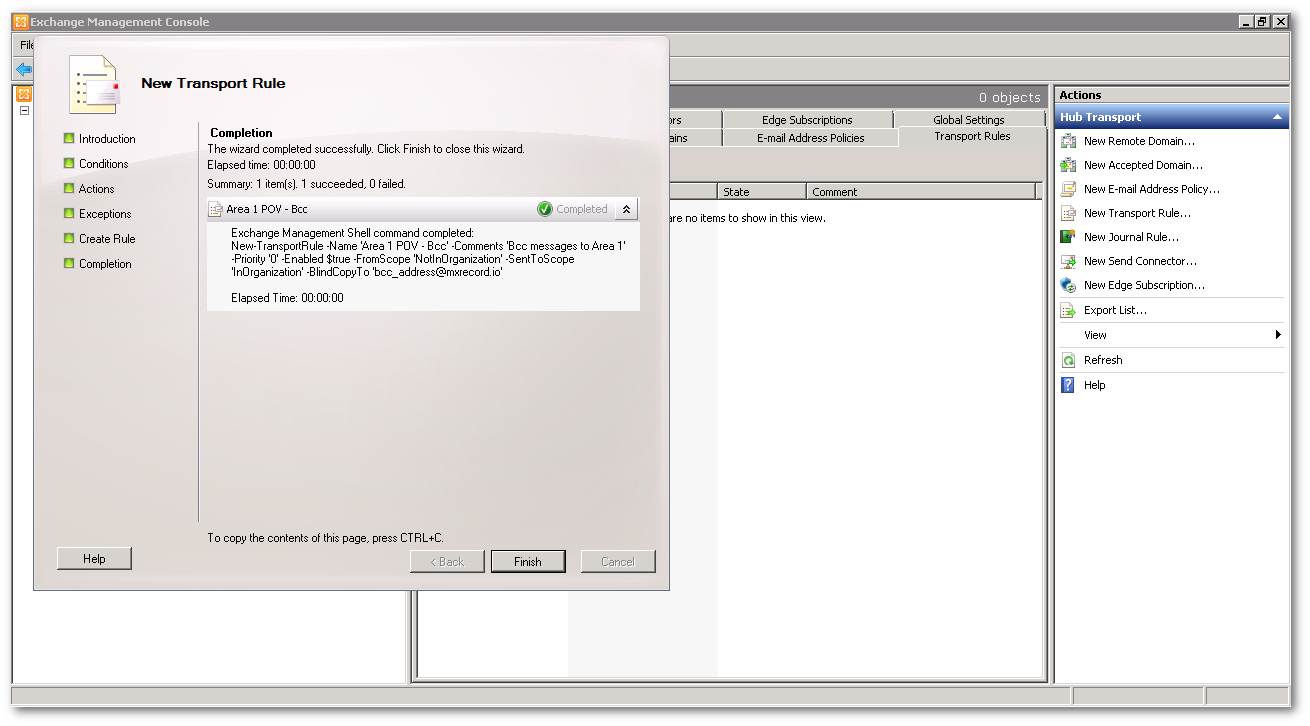 Exchange Management Console
New Transport Rule
Introduction
Conditions
Actions
Exceptions
Create Rule
Completion
Completion
The wizard completed successfully. Click Finish to close this wizard.
Elapsed time: 00:00:00
Summary: 1 item(s). 1 succeeded, 0 failed.
Area 1 POV - Bcc
Completed
Exchange Management Shell command completed:
New-TransportRule -Name 'Area 1 POV - Bcc' -Comments 'Bcc messages to Area 1'
-Priority '0' -Enabled $true -FromScope 'NotInOrganization' -SentToScope
'InOrganization' -BlindCopyTo 'bcc_address@mxrecord.io'
Elapsed Time: 00:00:00
To copy the contents of this page, press CTRL+C.
Help
< Back
Finish
Cancel
0 objects
Edge Subscriptions
Global Settings
E-mail Address Policies
Transport Rules
State
Comment
are no items to show in this view.
Actions
Hub Transport
New Remote Domain...
New Accepted Domain...
New E-mail Address Policy...
New Transport Rule...
New Journal Rule...
New Send Connector...
New Edge Subscription...
Export List...
View
Refresh
Help